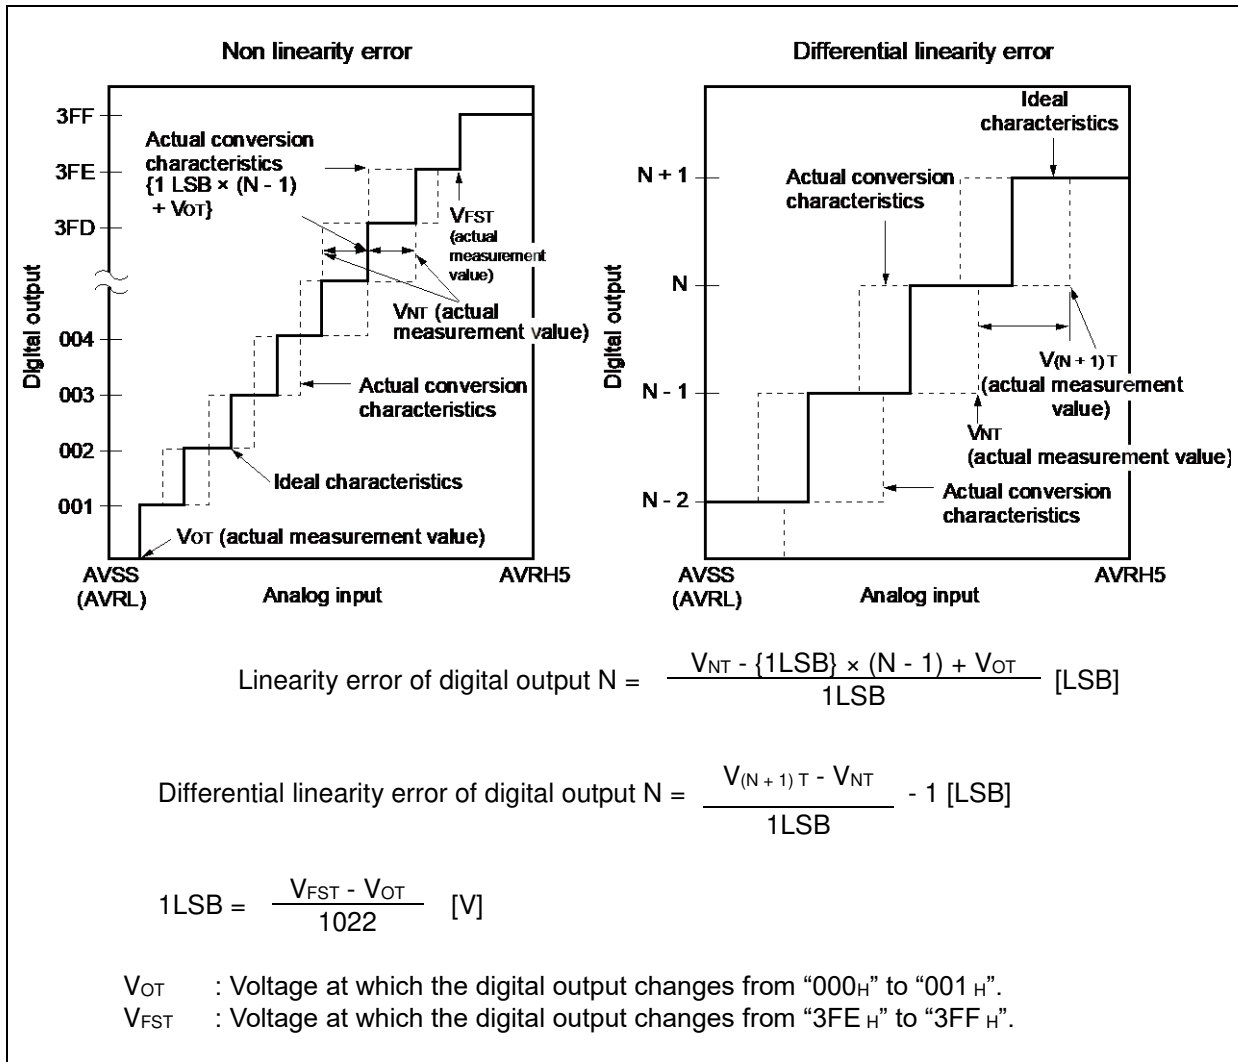 Non linearity error
3FF
3FE
3FD
004
003
002
001
Digital output
Actual conversion
characteristics
{1 LSB × (N - 1)
+ VOT}
VFST
(actual
measurement
value)
VNT (actual
measurement value)
Actual conversion
characteristics
Ideal characteristics
VOT (actual measurement value)
AVSS
(AVRL)
Analog input
AVRH5
Differential linearity error
N + 1
N
N - 1
N - 2
Digital output
Ideal
characteristics
Actual conversion
characteristics
V(N + 1) T
(actual measurement
value)
VNT
(actual measurement value)
Actual conversion
characteristics
AVSS
(AVRL)
Analog input
AVRH5
Linearity error of digital output N = VNT - {1LSB} × (N - 1) + VOT
1LSB
[LSB]
Differential linearity error of digital output N = V(N + 1) T - VNT
1LSB
- 1 [LSB]
1LSB = VFST - VOT
1022
[V]
VOT : Voltage at which the digital output changes from “000H” to “001 H”.
VFST : Voltage at which the digital output changes from “3FE H” to “3FF H”.